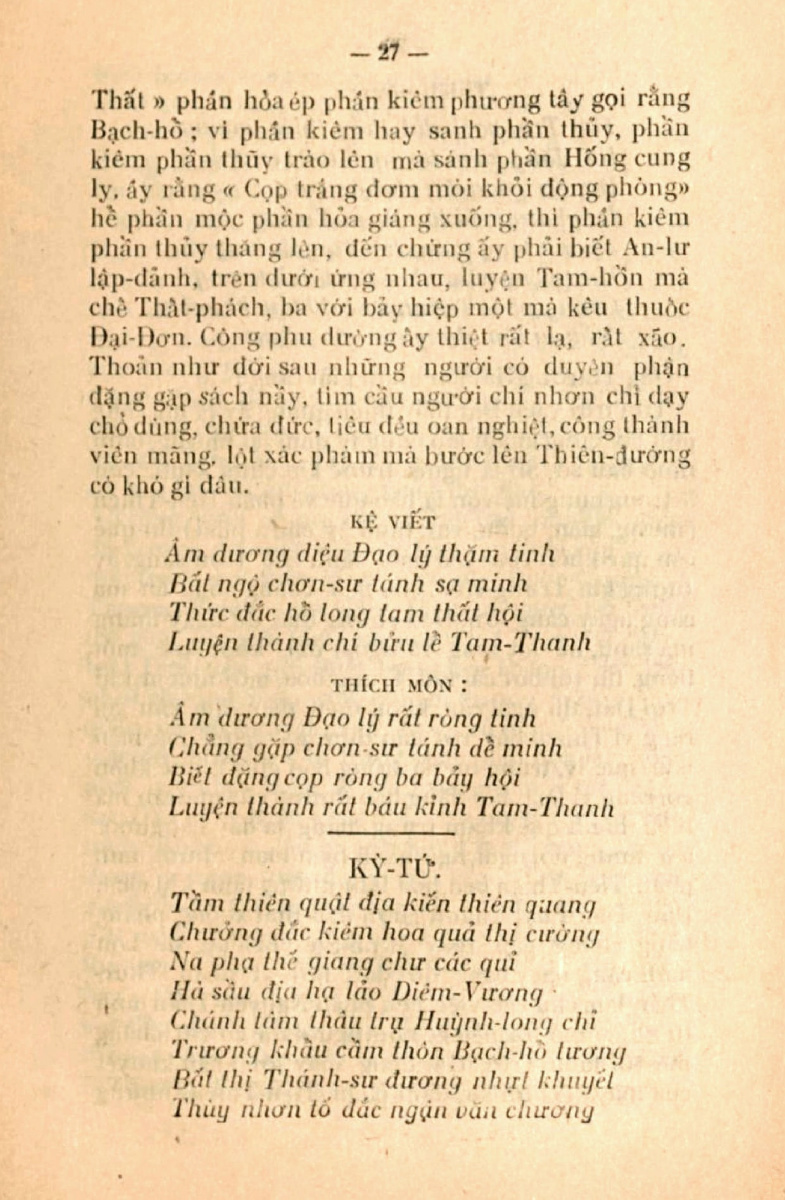 — 27 —
Thất » phần hỏa ép phần kiêm phương tây gọi rằng
Bạch-hổ ; vì phần kiêm hay sanh phần thủy, phần
kiêm phần thủy trào lên mà sánh phần Hống cung
ly, ấy rằng « Cọp trắng dơm mòi khỏi động phòng»
hề phần mộc phần hỏa giáng xuống, thì phần kiêm
phần thủy thăng lên, đến chừng ấy phải biết An-lư
lập-đảnh, trên dưới ứng nhau, luyện Tam-hồn mà
chế Thất-phách, ba với bảy hiệp một mà kêu thuốc
Đại-Đơn. Công phu dường ấy thiệt rất lạ, rất xão.
Thoản như đời sau những người có duyên phận
đặng gặp sách nầy, tìm cầu người chí nhơn chỉ dạy
chỗ dùng, chứa đức, tiêu đều oan nghiệt, công thành
viên mãng, lột xác phàm mà bước lên Thiên-đường
có khó gì đâu.
KỆ VIẾT
Âm dương diệu Đạo lý thậm tinh
Bất ngộ chơn-sư tánh sạ minh
Thức đắc hổ long tam thất hội
Luyện thành chí bửu lễ Tam-Thanh
THÍCH MÔN :
Âm dương Đạo lý rất ròng tinh
Chẳng gặp chơn-sư tánh dễ minh
Biết đặng cọp rồng ba bảy hội
Luyện thành rất báu kỉnh Tam-Thanh
KỲ-TỨ.
Tầm thiên quật địa kiến thiên quang
Chưởng đắc kiêm hoa quả thị cường
Na phạ thế giang chư các quỉ
Hà sầu địa hạ lão Diêm-Vương
Chánh tâm thâu trụ Huỳnh-long chỉ
Trương khẩu cầm thôn Bạch-hổ tương
Bất thị Thánh-sư đương nhựt khuyết
Thùy nhơn tố đắc ngận văn chương